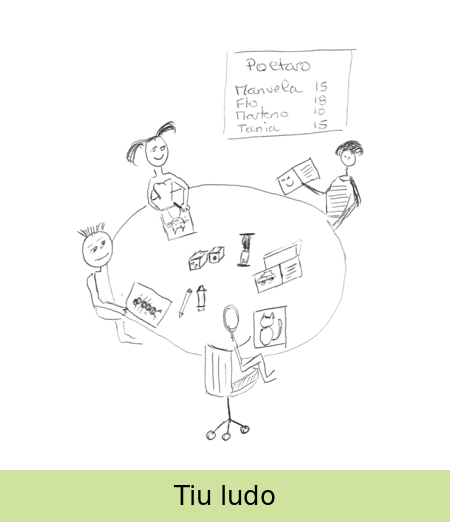 Poetaro
Manuela 15
Flo 18
Marteno 10
Tania 15
Tiu ludo